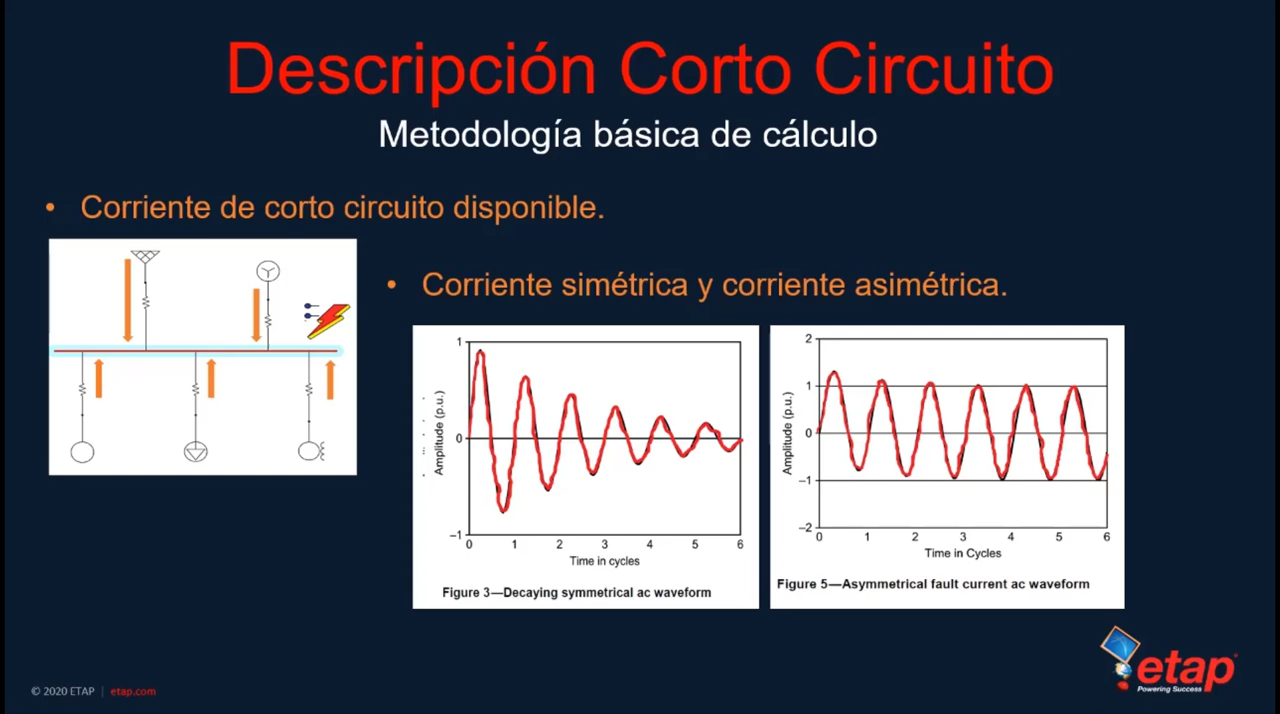 Descripción Corto Circuito
Metodología básica de cálculo
• Corriente de corto circuito disponible.
• Corriente simétrica y corriente asimétrica.
Amplitude (p.u.)
1
0
−1
0 1 2 3 4 5 6
Time in cycles
Figure 3—Decaying symmetrical ac waveform
Amplitude (p.u.)
2
1
0
−1
−2
0 1 2 3 4 5 6
Time in Cycles
Figure 5—Asymmetrical fault current ac waveform
etap
Powering Success
© 2020 ETAP | etap.com